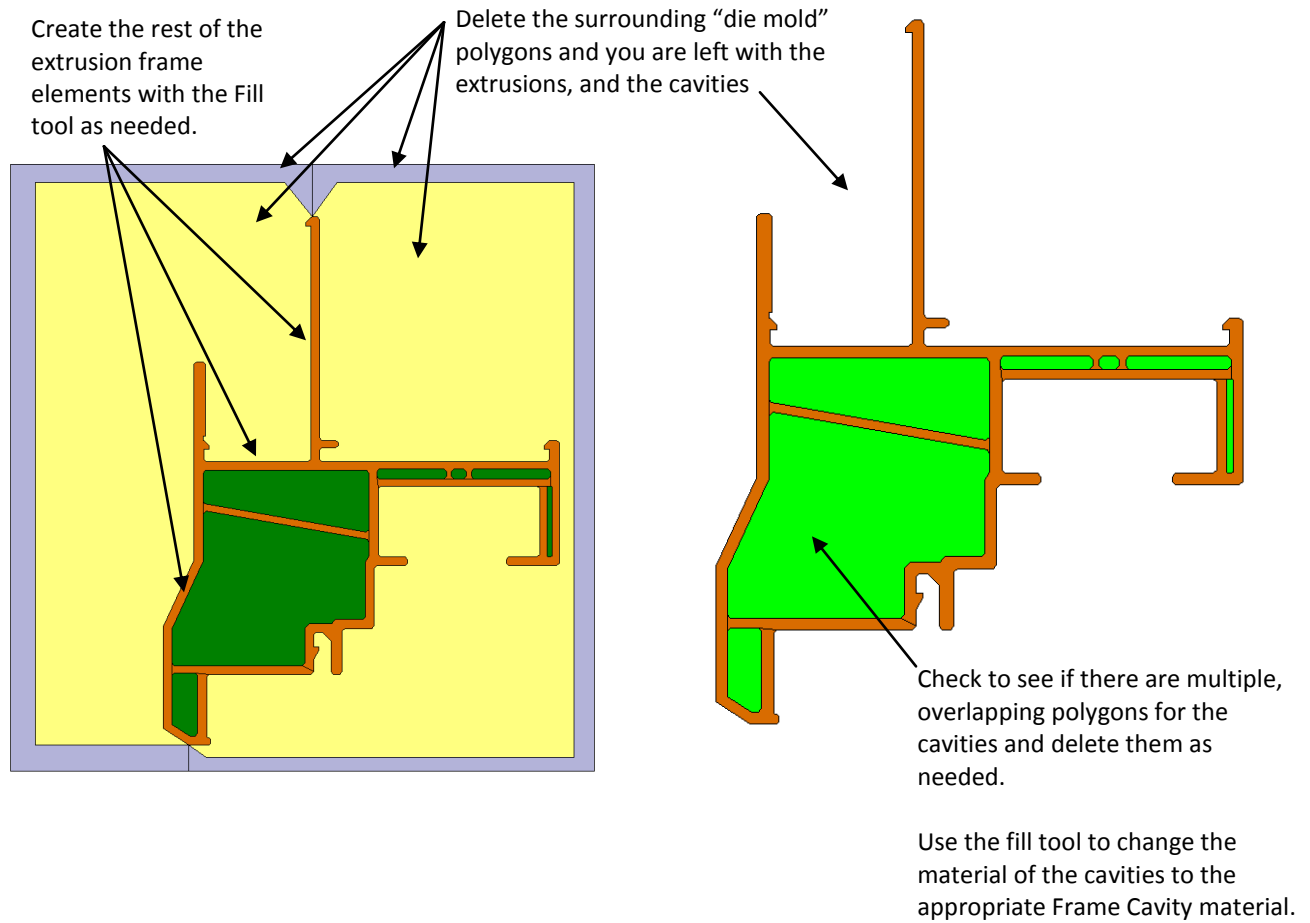 Create the rest of the
extrusion frame
elements with the Fill
tool as needed.
Delete the surrounding “die mold”
polygons and you are left with the
extrusions, and the cavities
Check to see if there are multiple,
overlapping polygons for the
cavities and delete them as
needed.
Use the fill tool to change the
material of the cavities to the
appropriate Frame Cavity material.